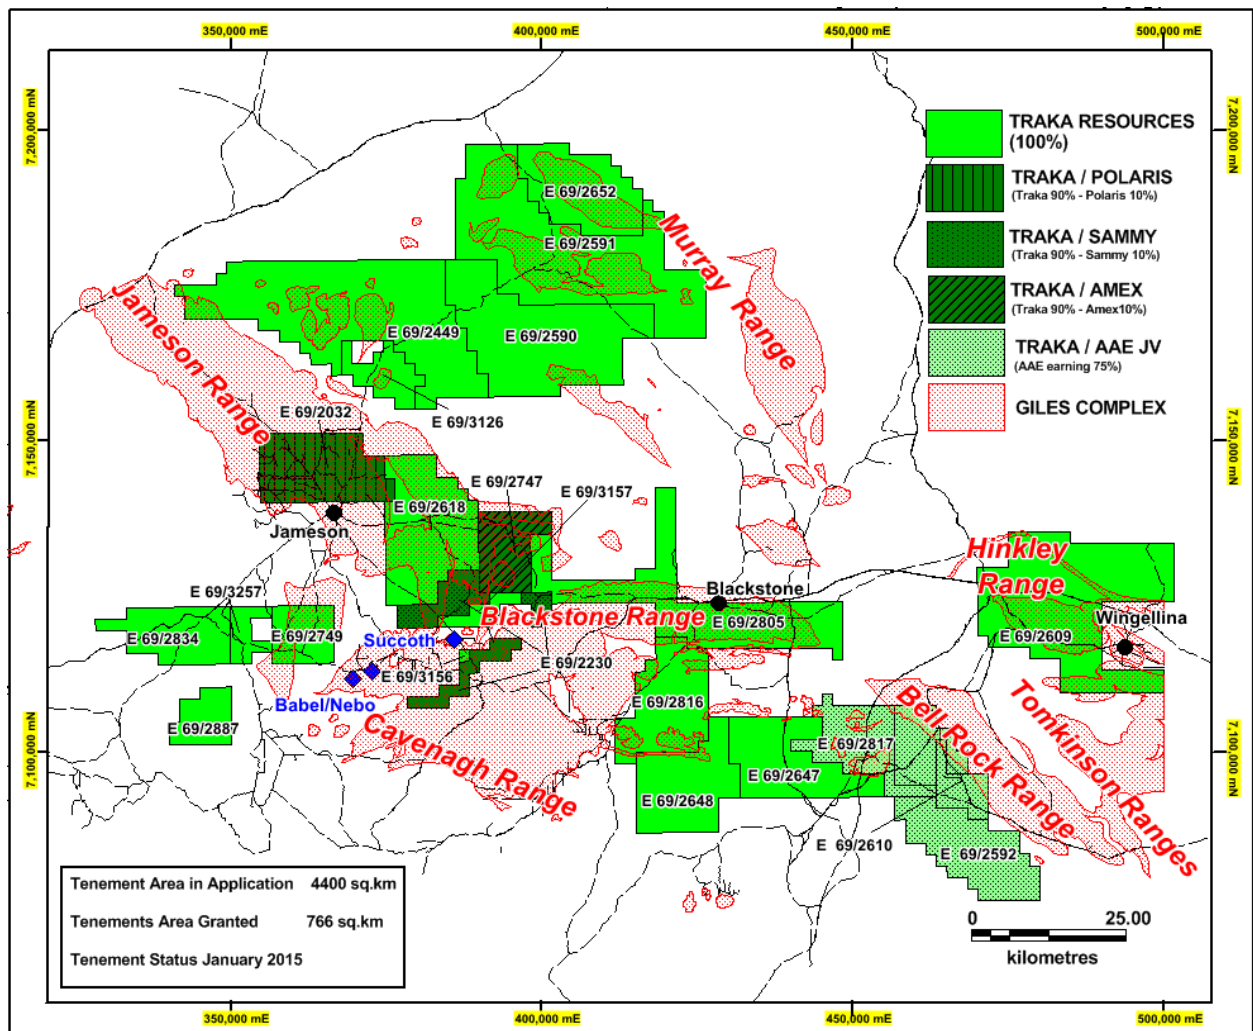 350,000 mE
400,000 mE
450,000 mE
500,000 mE
7,200,000 mN
7,200,000 mN
TRAKA RESOURCES
(100%)
TRAKA / POLARIS
(Traka 90% - Polaris 10%)
TRAKA / SAMMY
(Traka 90% - Sammy 10%)
TRAKA / AMEX
(Traka 90% - Amex10%)
TRAKA / AAE JV
(AAE earning 75%)
GILES COMPLEX
E 69/2652
E 69/2591
Murray Range
Jameson Range
E 69/2449
E 69/2590
E 69/2032
E 69/3126
7,150,000 mN
7,150,000 mN
E 69/2747
E 69/3157
E 69/2618
Jameson
Hinkley
Range
E 69/3257
Blackstone
Blackstone Range
E 69/2805
Wingellina
E 69/2834
E 69/2749
Succoth
E 69/2609
E 69/2230
E 69/3156
Babel/Nebo
E 69/2816
E 69/2887
Cavenagh Range
Bell Rock Range
Tomkinson Ranges
E 69/2817
7,100,000 mN
7,100,000 mN
E 69/2647
E 69/2648
E 69/2610
E 69/2592
Tenement Area in Application 4400 sq.km
Tenements Area Granted 766 sq.km
Tenement Status January 2015
0 25.00
kilometres
350,000 mE
400,000 mE
450,000 mE
500,000 mE